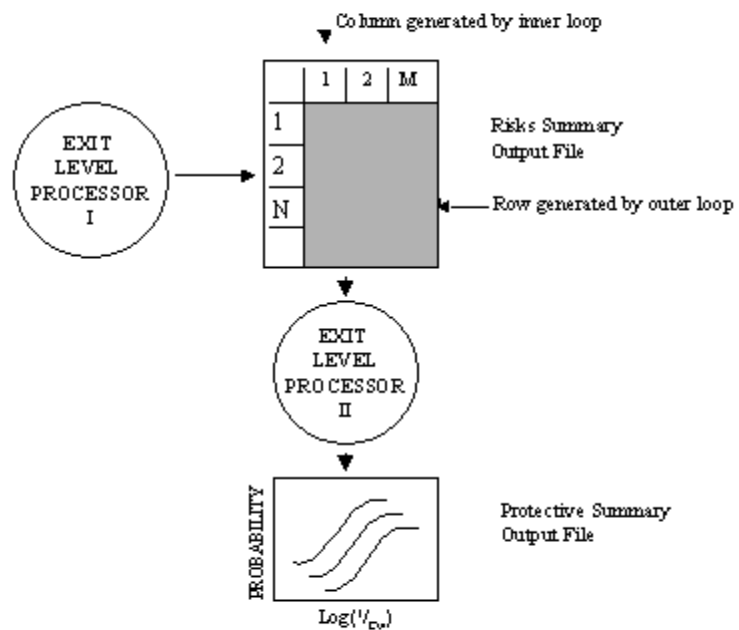 Column generated by inner loop
1 2 M
1
2
N
EXIT
LEVEL
PROCESSOR
I
Risks Summary
Output File
Row generated by outer loop
EXIT
LEVEL
PROCESSOR
II
PROBABILITY
Protective Summary
Output File